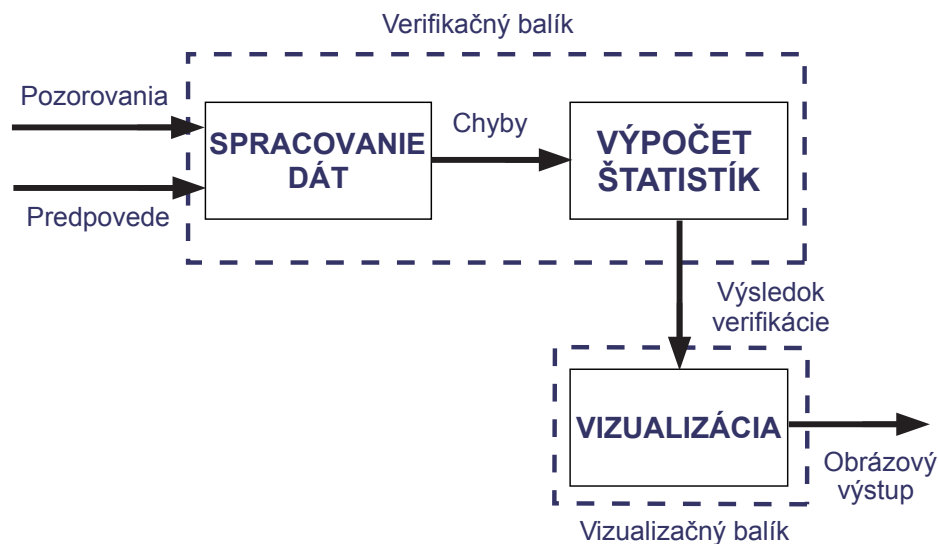 Verifikačný balík
Pozorovania
Predpovede
SPRACOVANIE
DÁT
Chyby
VÝPOČET
ŠTATISTÍK
Výsledok
verifikácie
VIZUALIZÁCIA
Obrázový
výstup
Vizualizačný balík